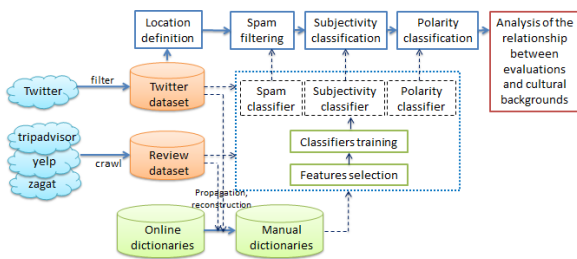 Location
definition
Spam
filtering
Subjectivity
classification
Polarity
classification
Analysis of the
relationship
between
evaluations
and cultural
backgrounds
Twitter
filter
Twitter
dataset
Spam
classifier
Subjectivity
classifier
Polarity
classifier
tripadvisor
yelp
zagat
crawl
Review
dataset
Classifiers training
Features selection
Propagation,
reconstruction
Online
dictionaries
Manual
dictionaries